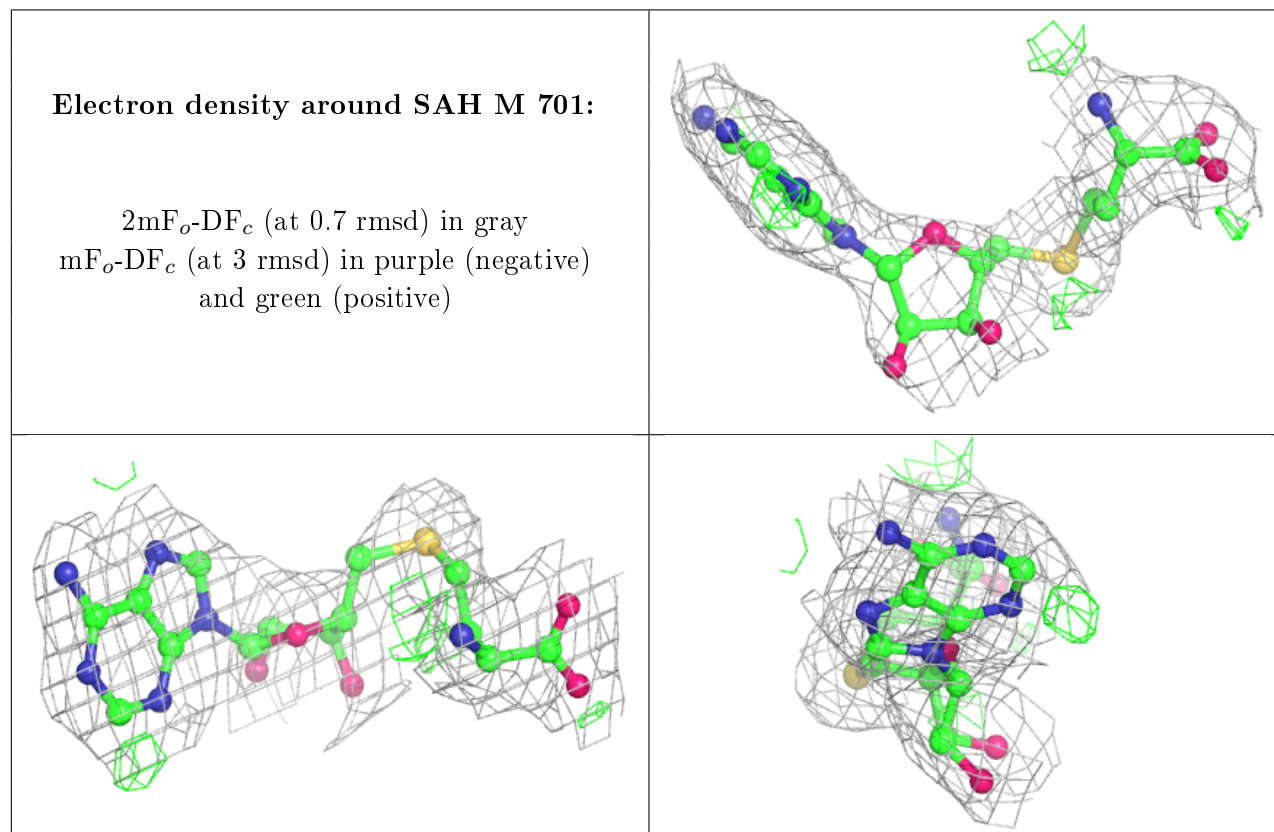 Electron density around SAH M 701:
2mFo-DFc (at 0.7 rmsd) in gray
mFo-DFc (at 3 rmsd) in purple (negative)
and green (positive)